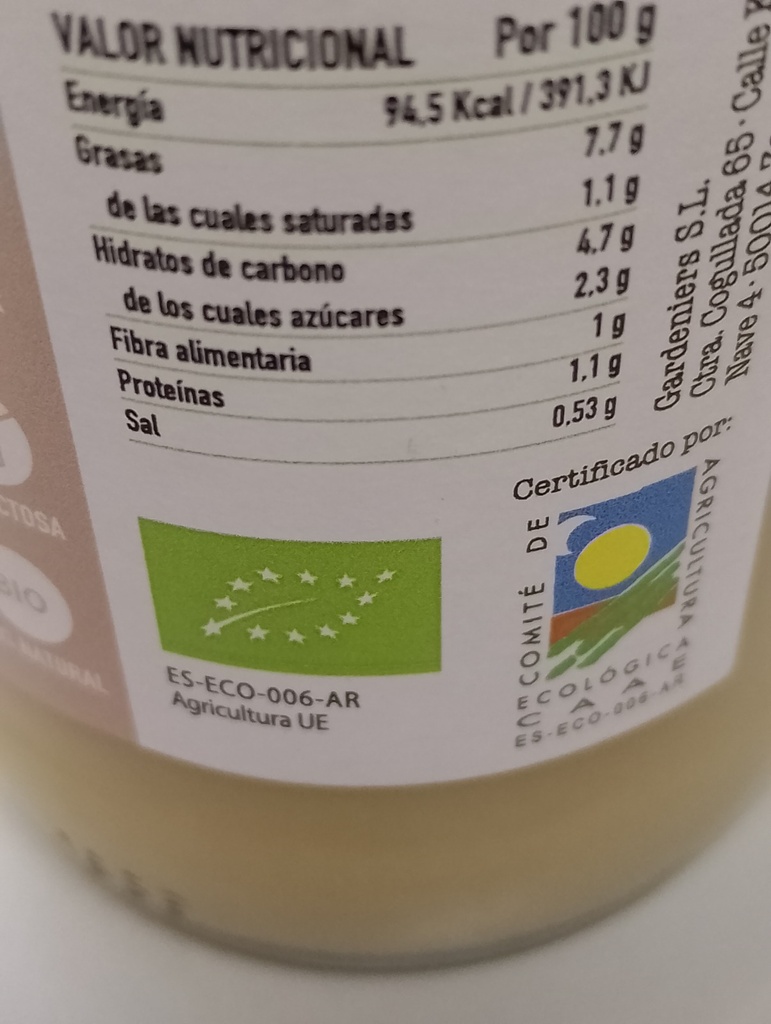 VALOR NUTRICIONAL Por 100 g
Energía 94,5 Kcal / 391,3 KJ
Grasas 7.7 g
de las cuales saturadas 1,1 g
Hidratos de carbono 4,7 g
de los cuales azúcares 2,3 g
Fibra alimentaria 1 g
Proteínas 1,1 g
Sal 0,53 g
Gardeniers S.L.
Ctra. Cogullada 65 · Calle
Nave 4 · 50014
Certificado por:
COMITÉ DE
AGRICULTURA
ECOLÓGICA
CAAE
ES-ECO-006-AR
ES-ECO-006-AR
Agricultura UE
BIO
NATURAL